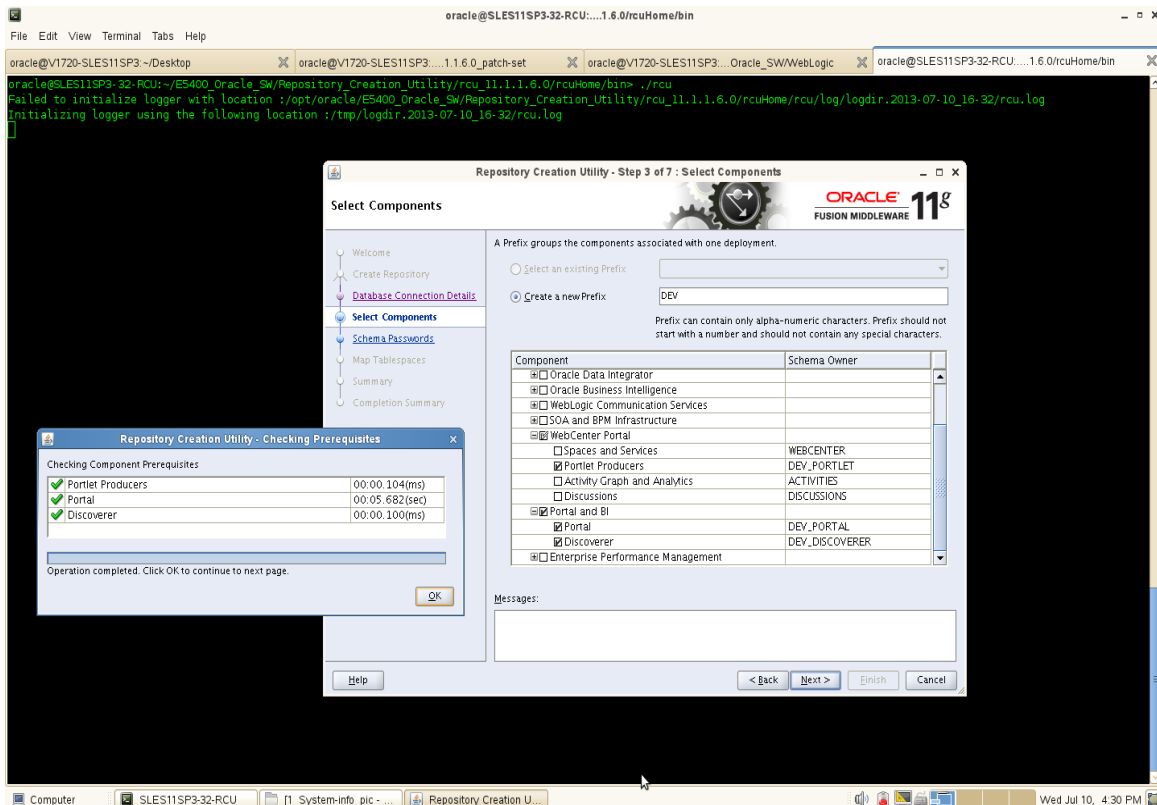 oracle@SLES11SP3-32-RCU:....1.6.0/rcuHome/bin
File Edit View Terminal Tabs Help
oracle@V1720-SLES11SP3:~/Desktop
oracle@V1720-SLES11SP3:....1.1.6.0_patch-set
oracle@V1720-SLES11SP3:...Oracle_SW/WebLogic
oracle@SLES11SP3-32-RCU:....1.6.0/rcuHome/bin
oracle@SLES11SP3-32-RCU:~/E5400_Oracle_SW/Repository_Creation_Utility/rcu_11.1.1.6.0/rcuHome/bin> ./rcu
Failed to initialize logger with location :/opt/oracle/E5400_Oracle_SW/Repository_Creation_Utility/rcu_11.1.1.6.0/rcuHome/rcu/log/logdir.2013-07-10_16-32/rcu.log
Initializing logger using the following location :/tmp/logdir.2013-07-10_16-32/rcu.log
Repository Creation Utility - Step 3 of 7 : Select Components
Select Components
ORACLE
FUSION MIDDLEWARE 11g
Welcome
Create Repository
Database Connection Details
Select Components
Schema Passwords
Map Tablespaces
Summary
Completion Summary
A Prefix groups the components associated with one deployment.
Select an existing Prefix
Create a new Prefix DEV
Prefix can contain only alpha-numeric characters. Prefix should not
start with a number and should not contain any special characters.
Component Schema Owner
Oracle Data Integrator
Oracle Business Intelligence
WebLogic Communication Services
SOA and BPM Infrastructure
WebCenter Portal
Spaces and Services WEBCENTER
Portlet Producers DEV_PORTLET
Activity Graph and Analytics ACTIVITIES
Discussions DISCUSSIONS
Portal and BI
Portal DEV_PORTAL
Discoverer DEV_DISCOVERER
Enterprise Performance Management
Messages:
Help < Back Next > Finish Cancel
Repository Creation Utility - Checking Prerequisites
Checking Component Prerequisites
Portlet Producers 00:00.104(ms)
Portal 00:05.682(sec)
Discoverer 00:00.100(ms)
Operation completed. Click OK to continue to next page.
OK
Computer SLES11SP3-32-RCU [1_System-info_pic - ... Repository Creation U... Wed Jul 10, 4:30 PM